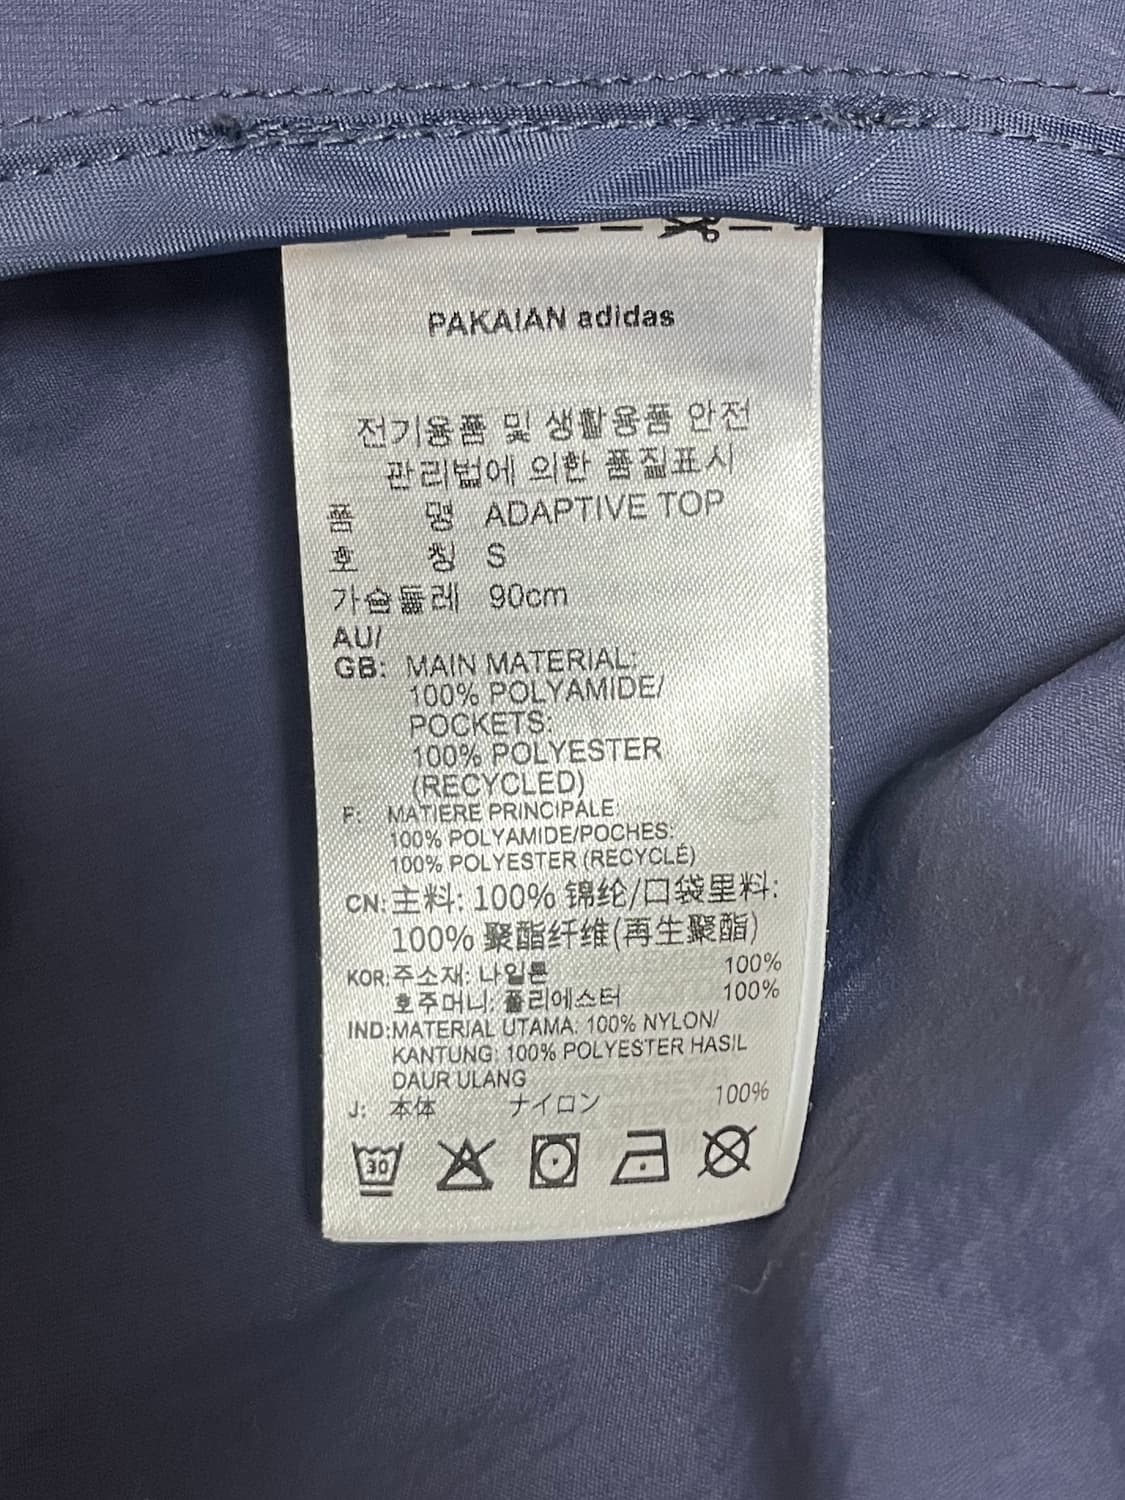 PAKAIAN adidas
전기용품 및 생활용품 안전
관리법에 의한 품질표시
품 명 ADAPTIVE TOP
호 칭 S
가슴둘레 90cm
AU/
GB: MAIN MATERIAL:
100% POLYAMIDE/
POCKETS:
100% POLYESTER
(RECYCLED)
F: MATIERE PRINCIPALE:
100% POLYAMIDE/POCHES:
100% POLYESTER (RECYCLÉ)
CN: 主料: 100% 锦纶/口袋里料:
100% 聚酯纤维(再生聚酯)
KOR: 주소재: 나일론 100%
호주머니: 폴리에스터 100%
IND: MATERIAL UTAMA: 100% NYLON/
KANTUNG: 100% POLYESTER HASIL
DAUR ULANG
J: 本体 ナイロン 100%
30